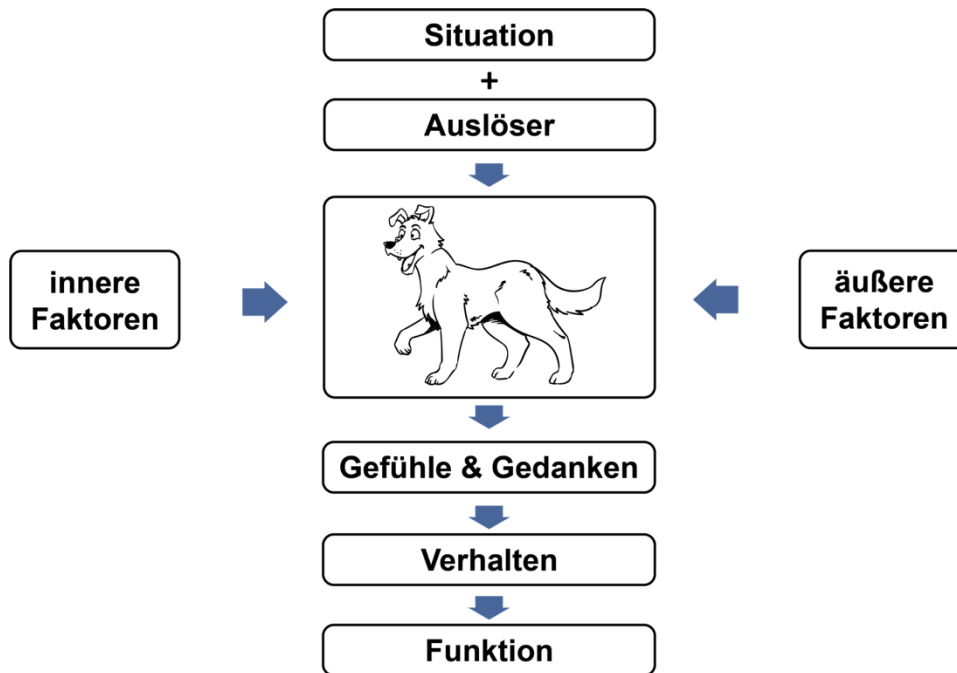 Situation
+
Auslöser
innere
Faktoren
äußere
Faktoren
Gefühle & Gedanken
Verhalten
Funktion